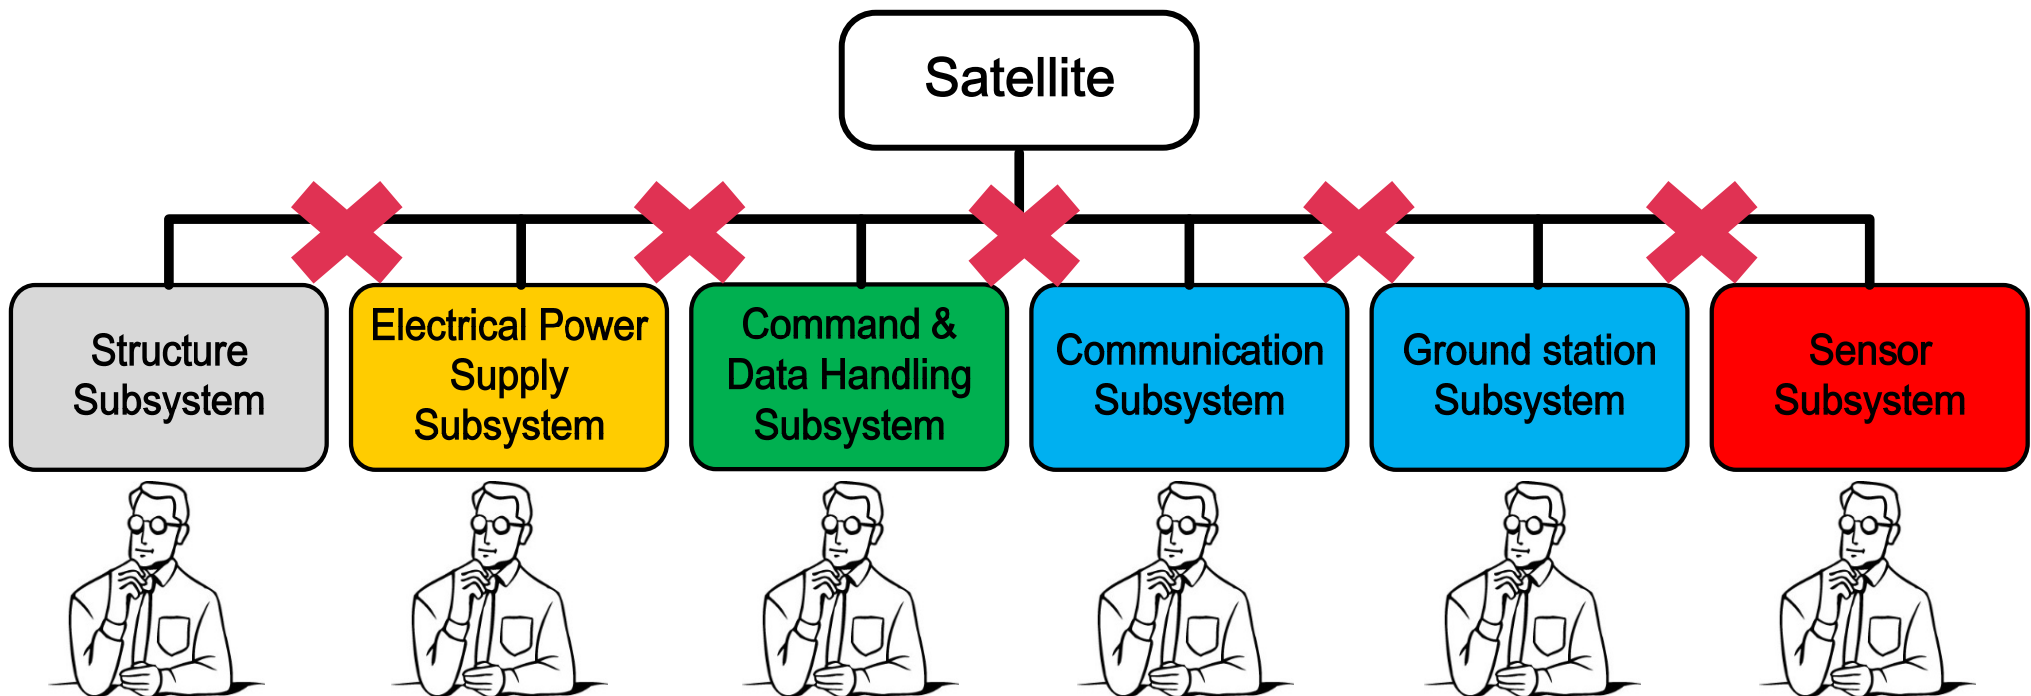 Satellite
Structure
Subsystem
Electrical Power
Supply
Subsystem
Command &
Data Handling
Subsystem
Communication
Subsystem
Ground station
Subsystem
Sensor
Subsystem